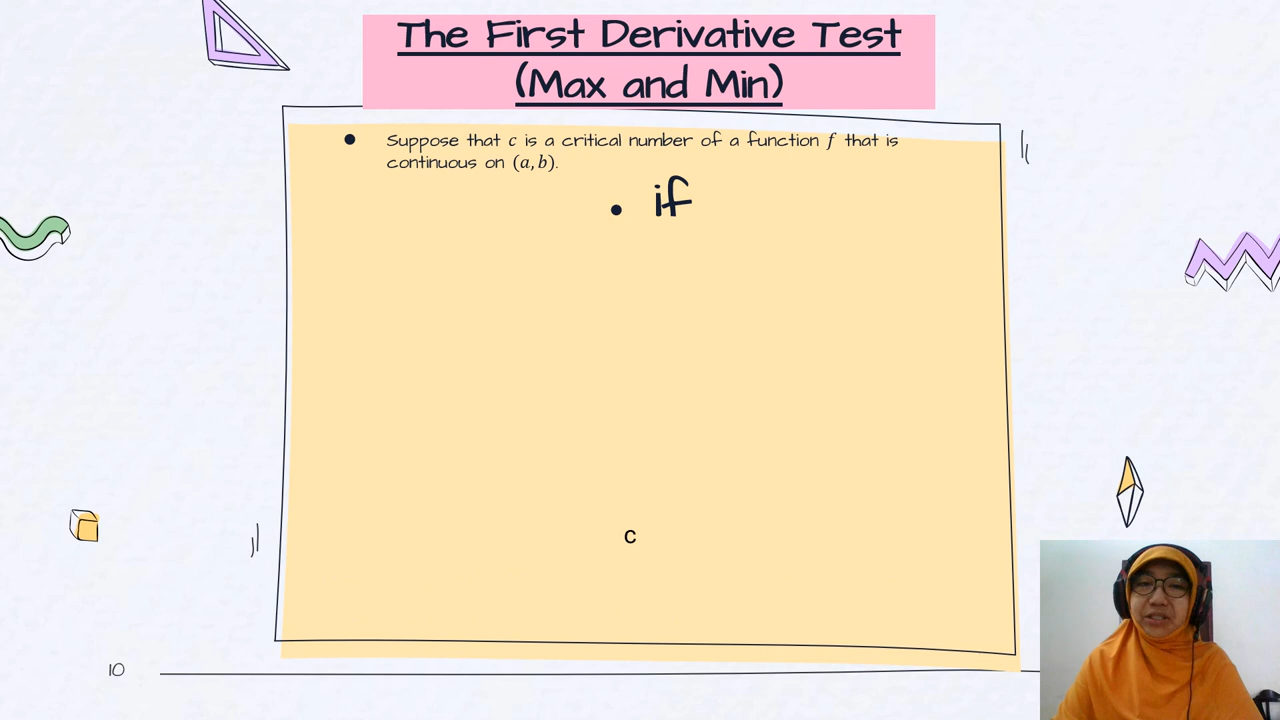 The First Derivative Test
(Max and Min)
• Suppose that c is a critical number of a function f that is
continuous on (a, b).
• if
c
10